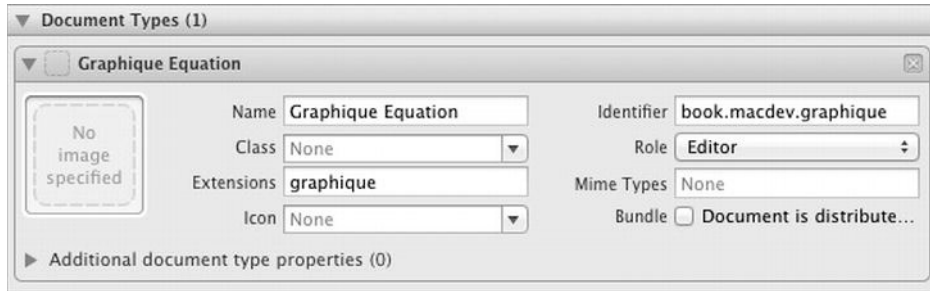 Document Types (1)
Graphique Equation
No image specified
Name Graphique Equation
Class None
Extensions graphique
Icon None
Identifier book.macdev.graphique
Role Editor
Mime Types None
Bundle Document is distribute...
Additional document type properties (0)